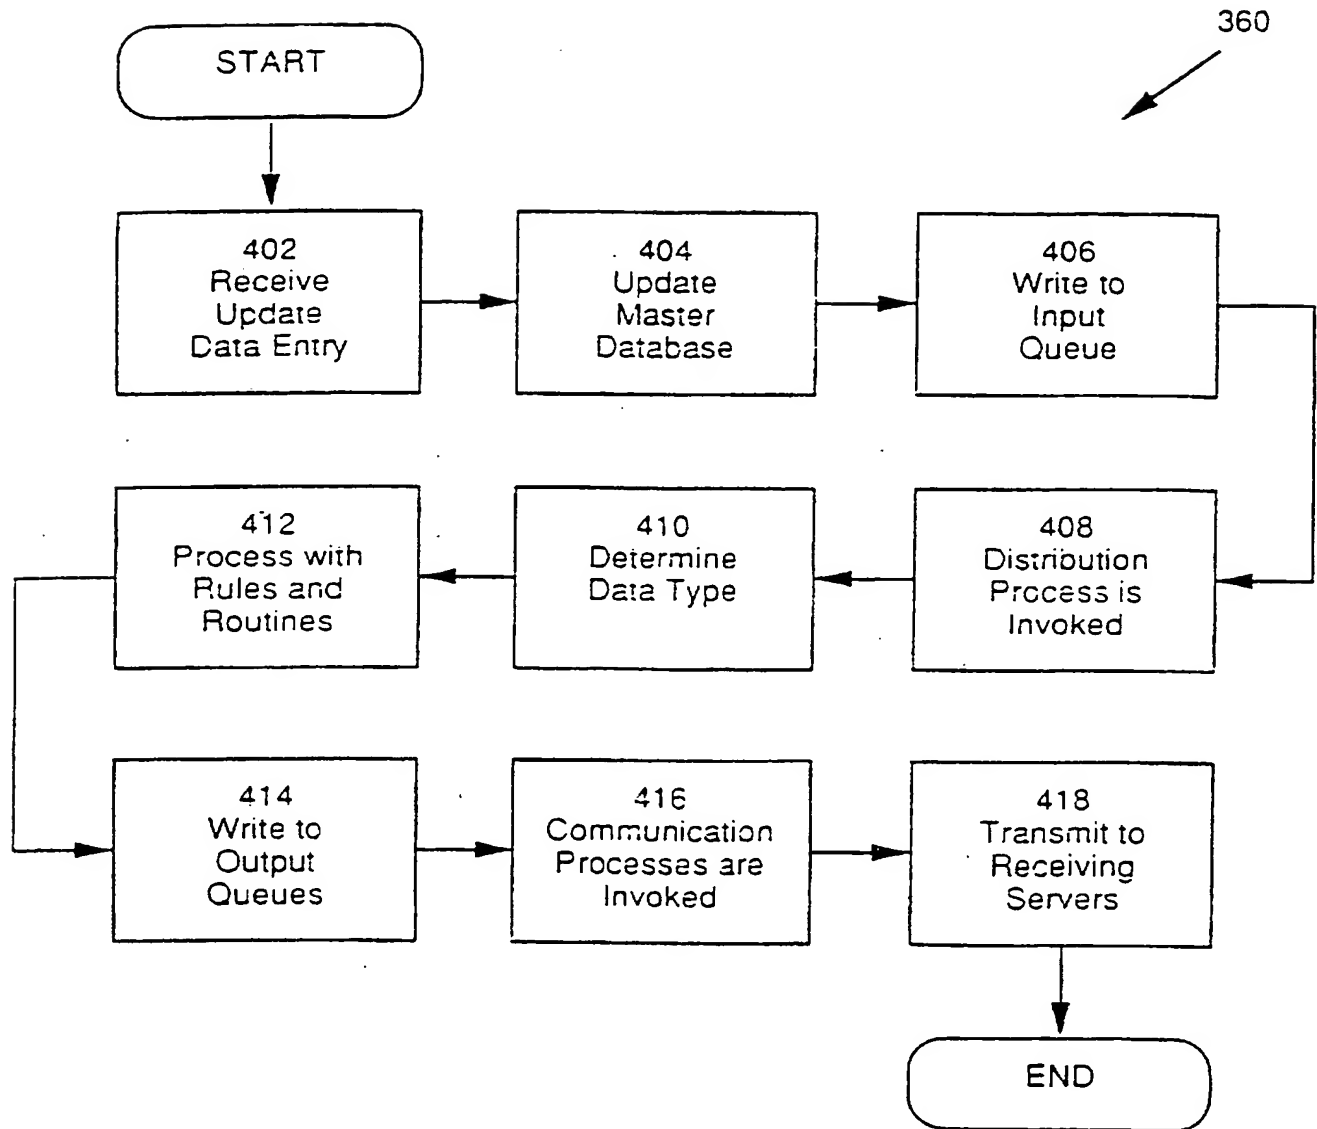 360
START
402
Receive
Update
Data Entry
404
Update
Master
Database
406
Write to
Input
Queue
412
Process with
Rules and
Routines
410
Determine
Data Type
408
Distribution
Process is
Invoked
414
Write to
Output
Queues
416
Communication
Processes are
Invoked
418
Transmit to
Receiving
Servers
END